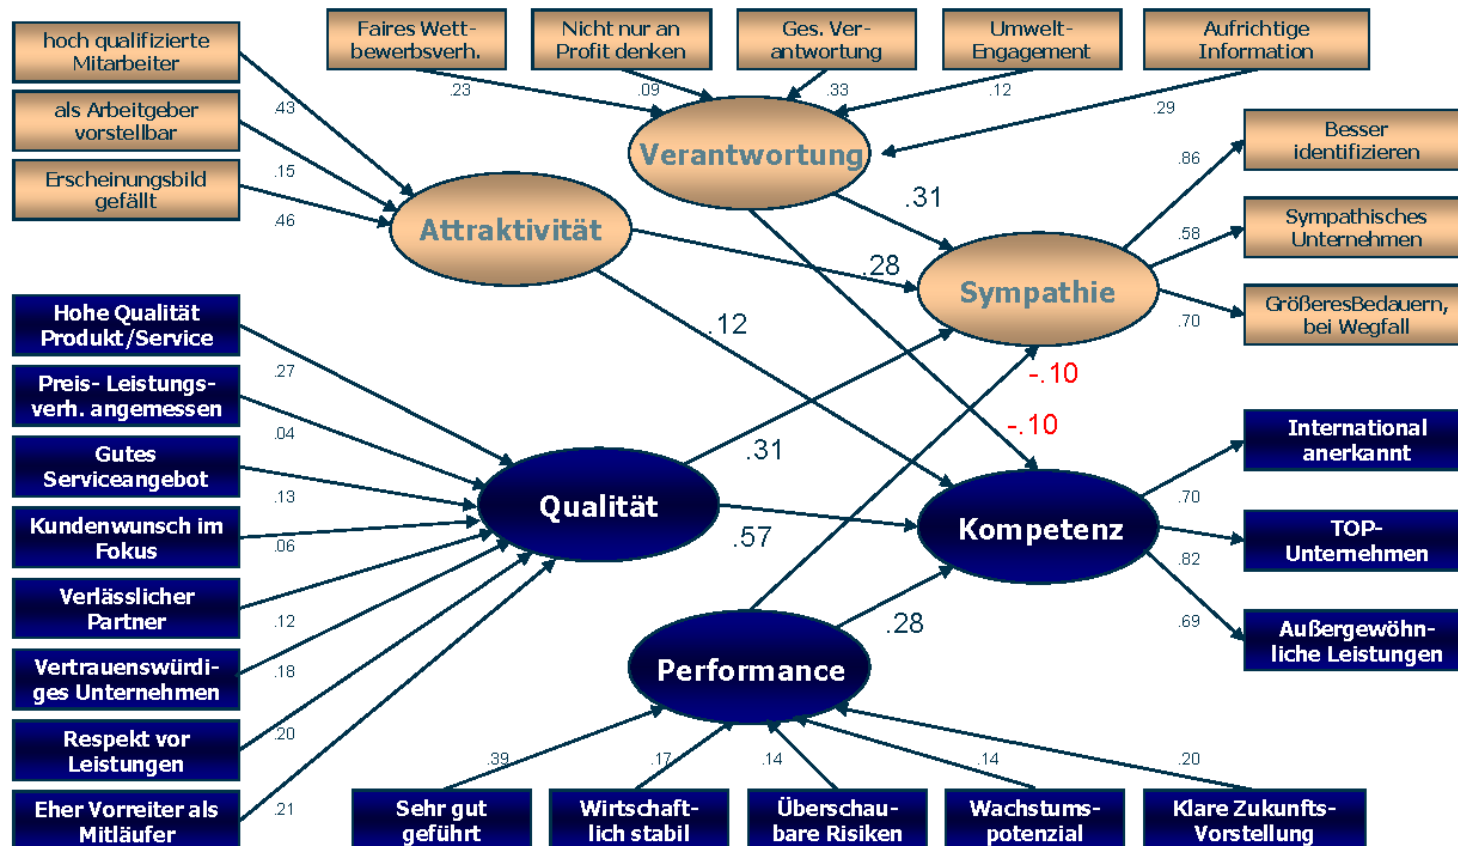 hoch qualifizierte
Mitarbeiter
als Arbeitgeber
vorstellbar
Erscheinungsbild
gefällt
.43
.15
.46
Faires Wett-
bewerbsverh.
Nicht nur an
Profit denken
Ges. Ver-
antwortung
Umwelt-
Engagement
Aufrichtige
Information
.23
.09
.33
.12
.29
Verantwortung
Attraktivität
Sympathie
.31
.28
.12
.86
.58
.70
Besser
identifizieren
Sympathisches
Unternehmen
GrößeresBedauern,
bei Wegfall
-.10
-.10
Hohe Qualität
Produkt/Service
Preis- Leistungs-
verh. angemessen
Gutes
Serviceangebot
Kundenwunsch im
Fokus
Verlässlicher
Partner
Vertrauenswürdi-
ges Unternehmen
Respekt vor
Leistungen
Eher Vorreiter als
Mitläufer
.27
.04
.13
.06
.12
.18
.20
.21
Qualität
.31
.57
Kompetenz
.70
.82
.69
International
anerkannt
TOP-
Unternehmen
Außergewöhn-
liche Leistungen
Performance
.28
.39
.17
.14
.14
.20
Sehr gut
geführt
Wirtschaft-
lich stabil
Überschau-
bare Risiken
Wachstums-
potenzial
Klare Zukunfts-
Vorstellung